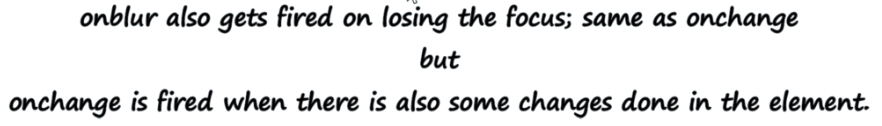 onblur also gets fired on losing the focus; same as onchange
but
onchange is fired when there is also some changes done in the element.